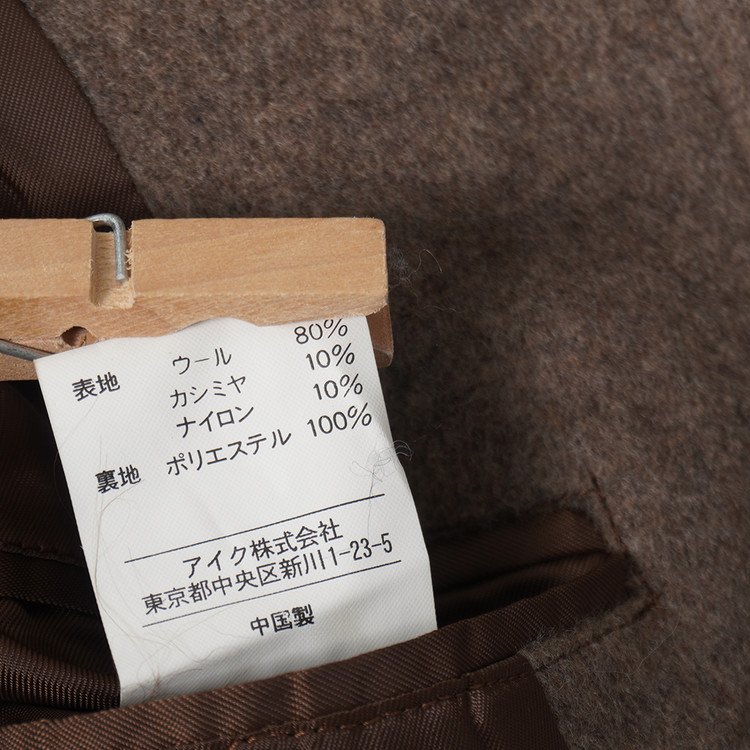 表地 ウール 80%
カシミヤ 10%
ナイロン 10%
裏地 ポリエステル 100%
アイク株式会社
東京都中央区新川1-23-5
中国製